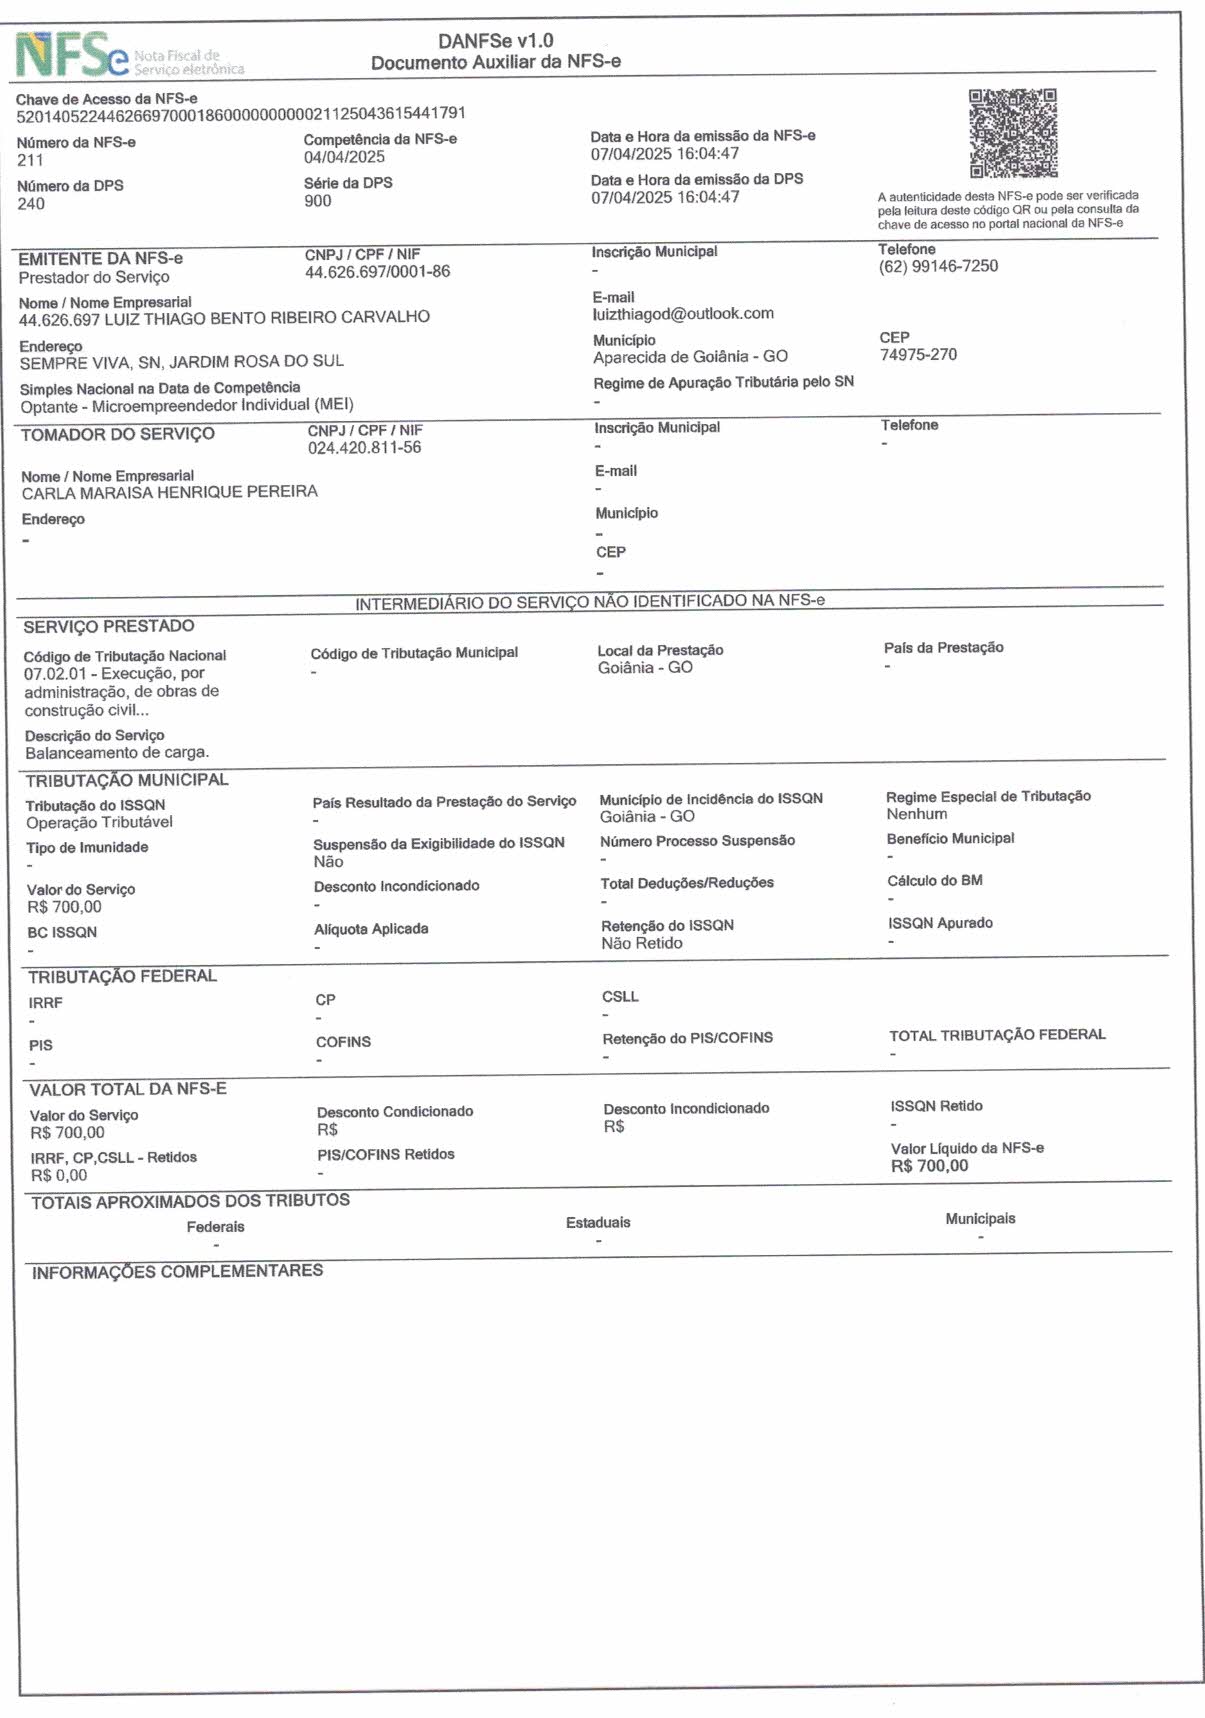 NFSe Nota Fiscal de
Serviço eletrônica
DANFSe v1.0
Documento Auxiliar da NFS-e
Chave de Acesso da NFS-e
52014052244626697000186000000000021125043615441791
Número da NFS-e Competência da NFS-e Data e Hora da emissão da NFS-e
211 04/04/2025 07/04/2025 16:04:47
Número da DPS Série da DPS Data e Hora da emissão da DPS
240 900 07/04/2025 16:04:47
A autenticidade desta NFS-e pode ser verificada
pela leitura deste código QR ou pela consulta da
chave de acesso no portal nacional da NFS-e
EMITENTE DA NFS-e CNPJ / CPF / NIF Inscrição Municipal Telefone
Prestador do Serviço 44.626.697/0001-86 - (62) 99146-7250
Nome / Nome Empresarial E-mail
44.626.697 LUIZ THIAGO BENTO RIBEIRO CARVALHO luizthiagod@outlook.com
Endereço Município CEP
SEMPRE VIVA, SN, JARDIM ROSA DO SUL Aparecida de Goiânia - GO 74975-270
Simples Nacional na Data de Competência Regime de Apuração Tributária pelo SN
Optante - Microempreendedor Individual (MEI) -
TOMADOR DO SERVIÇO CNPJ / CPF / NIF Inscrição Municipal Telefone
024.420.811-56 - -
Nome / Nome Empresarial E-mail
CARLA MARAISA HENRIQUE PEREIRA -
Endereço Município
- -
CEP
-
INTERMEDIÁRIO DO SERVIÇO NÃO IDENTIFICADO NA NFS-e
SERVIÇO PRESTADO
Código de Tributação Nacional Código de Tributação Municipal Local da Prestação País da Prestação
07.02.01 - Execução, por - Goiânia - GO -
administração, de obras de
construção civil...
Descrição do Serviço
Balanceamento de carga.
TRIBUTAÇÃO MUNICIPAL
Tributação do ISSQN País Resultado da Prestação do Serviço Município de Incidência do ISSQN Regime Especial de Tributação
Operação Tributável - Goiânia - GO Nenhum
Tipo de Imunidade Suspensão da Exigibilidade do ISSQN Número Processo Suspensão Benefício Municipal
- Não - -
Valor do Serviço Desconto Incondicionado Total Deduções/Reduções Cálculo do BM
R$ 700,00 - - -
BC ISSQN Alíquota Aplicada Retenção do ISSQN ISSQN Apurado
- - Não Retido -
TRIBUTAÇÃO FEDERAL
IRRF CP CSLL
- - -
PIS COFINS Retenção do PIS/COFINS TOTAL TRIBUTAÇÃO FEDERAL
- - - -
VALOR TOTAL DA NFS-E
Valor do Serviço Desconto Condicionado Desconto Incondicionado ISSQN Retido
R$ 700,00 R$ R$ -
IRRF, CP,CSLL - Retidos PIS/COFINS Retidos Valor Líquido da NFS-e
R$ 0,00 - R$ 700,00
TOTAIS APROXIMADOS DOS TRIBUTOS
Federais Estaduais Municipais
- - -
INFORMAÇÕES COMPLEMENTARES